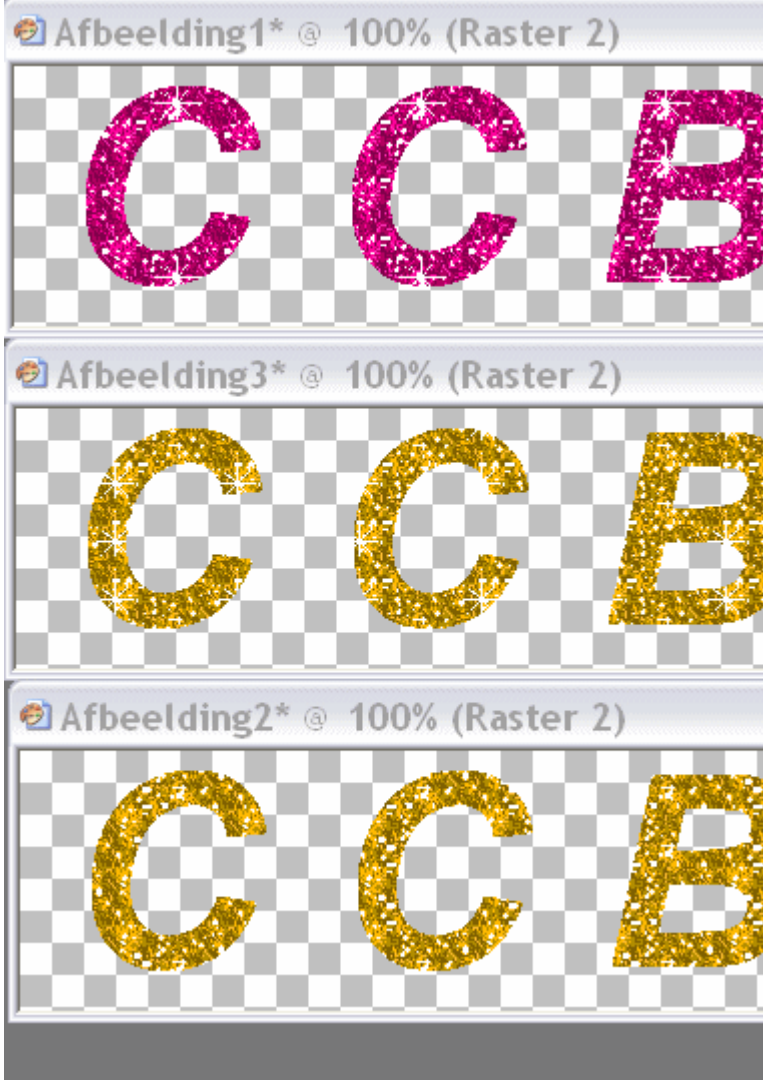 Afbeelding1* @ 100% (Raster 2)
C C B
Afbeelding3* @ 100% (Raster 2)
C C B
Afbeelding2* @ 100% (Raster 2)
C C B